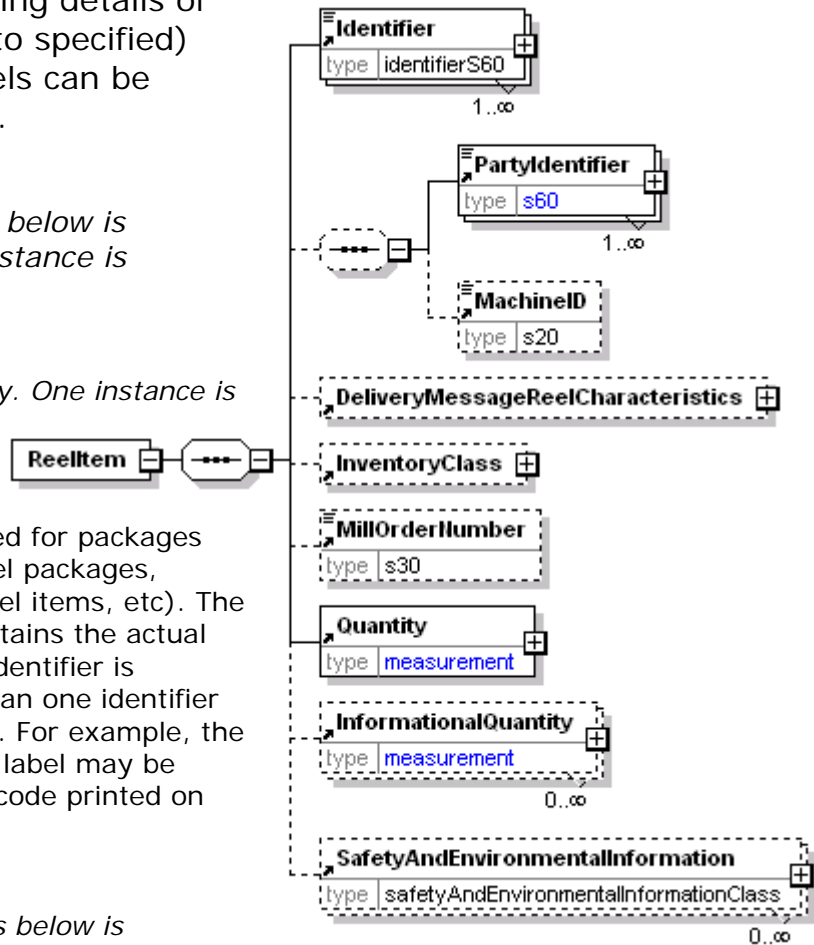 ing details of
to specified)
els can be
.
below is
stance is
y. One instance is
ed for packages
el packages,
el items, etc). The
tains the actual
dentifier is
an one identifier
. For example, the
label may be
code printed on
s below is
ReelItem
Identifier
type identifierS60
1..∞
PartyIdentifier
type s60
1..∞
MachineID
type s20
DeliveryMessageReelCharacteristics
InventoryClass
MillOrderNumber
type s30
Quantity
type measurement
InformationalQuantity
type measurement
0..∞
SafetyAndEnvironmentalInformation
type safetyAndEnvironmentalInformationClass
0..∞